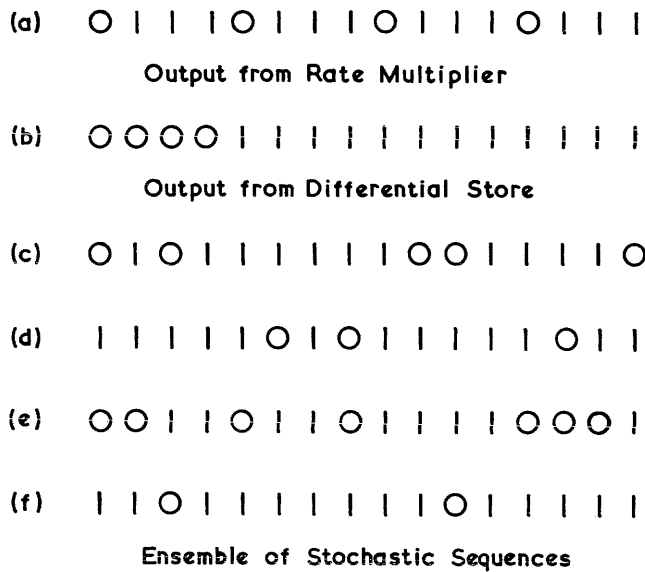 (a) O I I I O I I I O I I I O I I I
Output from Rate Multiplier
(b) O O O O I I I I I I I I I I I I
Output from Differential Store
(c) O I O I I I I I I O O I I I I O
(d) I I I I I O I O I I I I I O I I
(e) O O I I O I I O I I I I O O O I
(f) I I O I I I I I I I O I I I I I
Ensemble of Stochastic Sequences